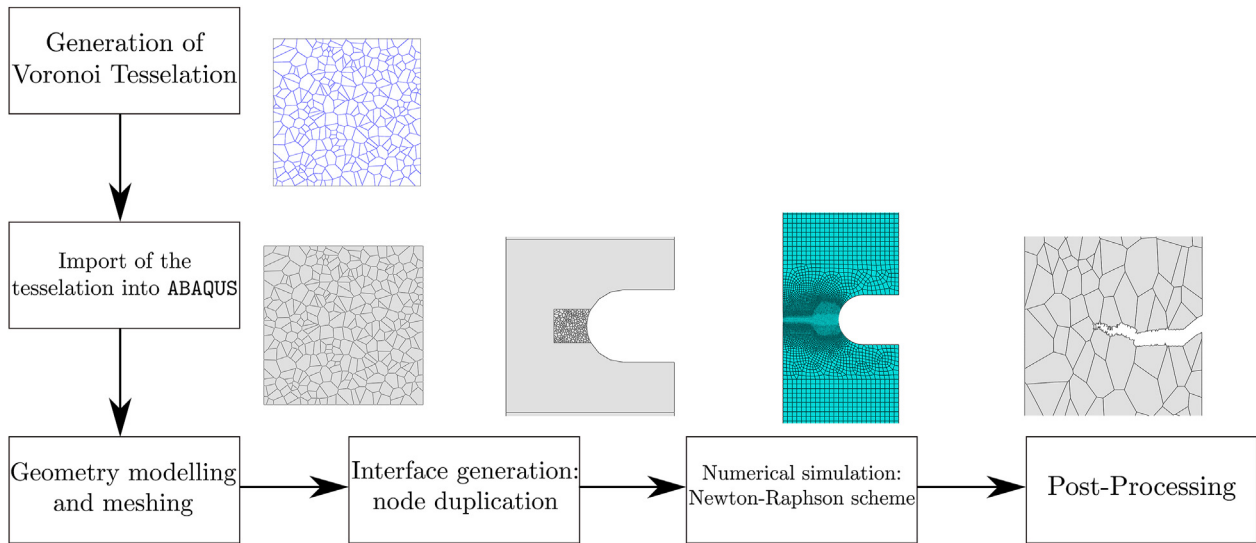 Generation of
Voronoi Tesselation
Import of the
tesselation into ABAQUS
Geometry modelling
and meshing
Interface generation:
node duplication
Numerical simulation:
Newton-Raphson scheme
Post-Processing